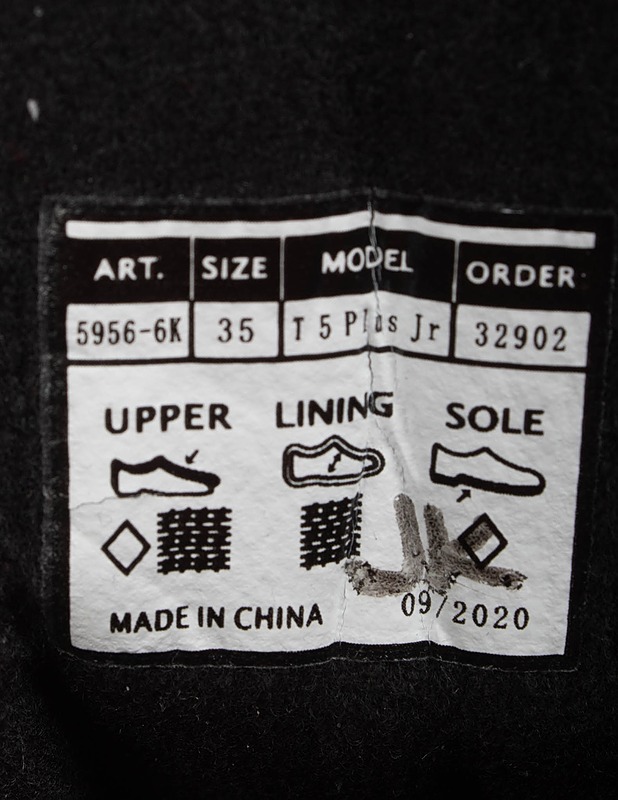 ART. SIZE MODEL ORDER
5956-6K 35 T 5 Plus Jr 32902
UPPER LINING SOLE
MADE IN CHINA 09/2020